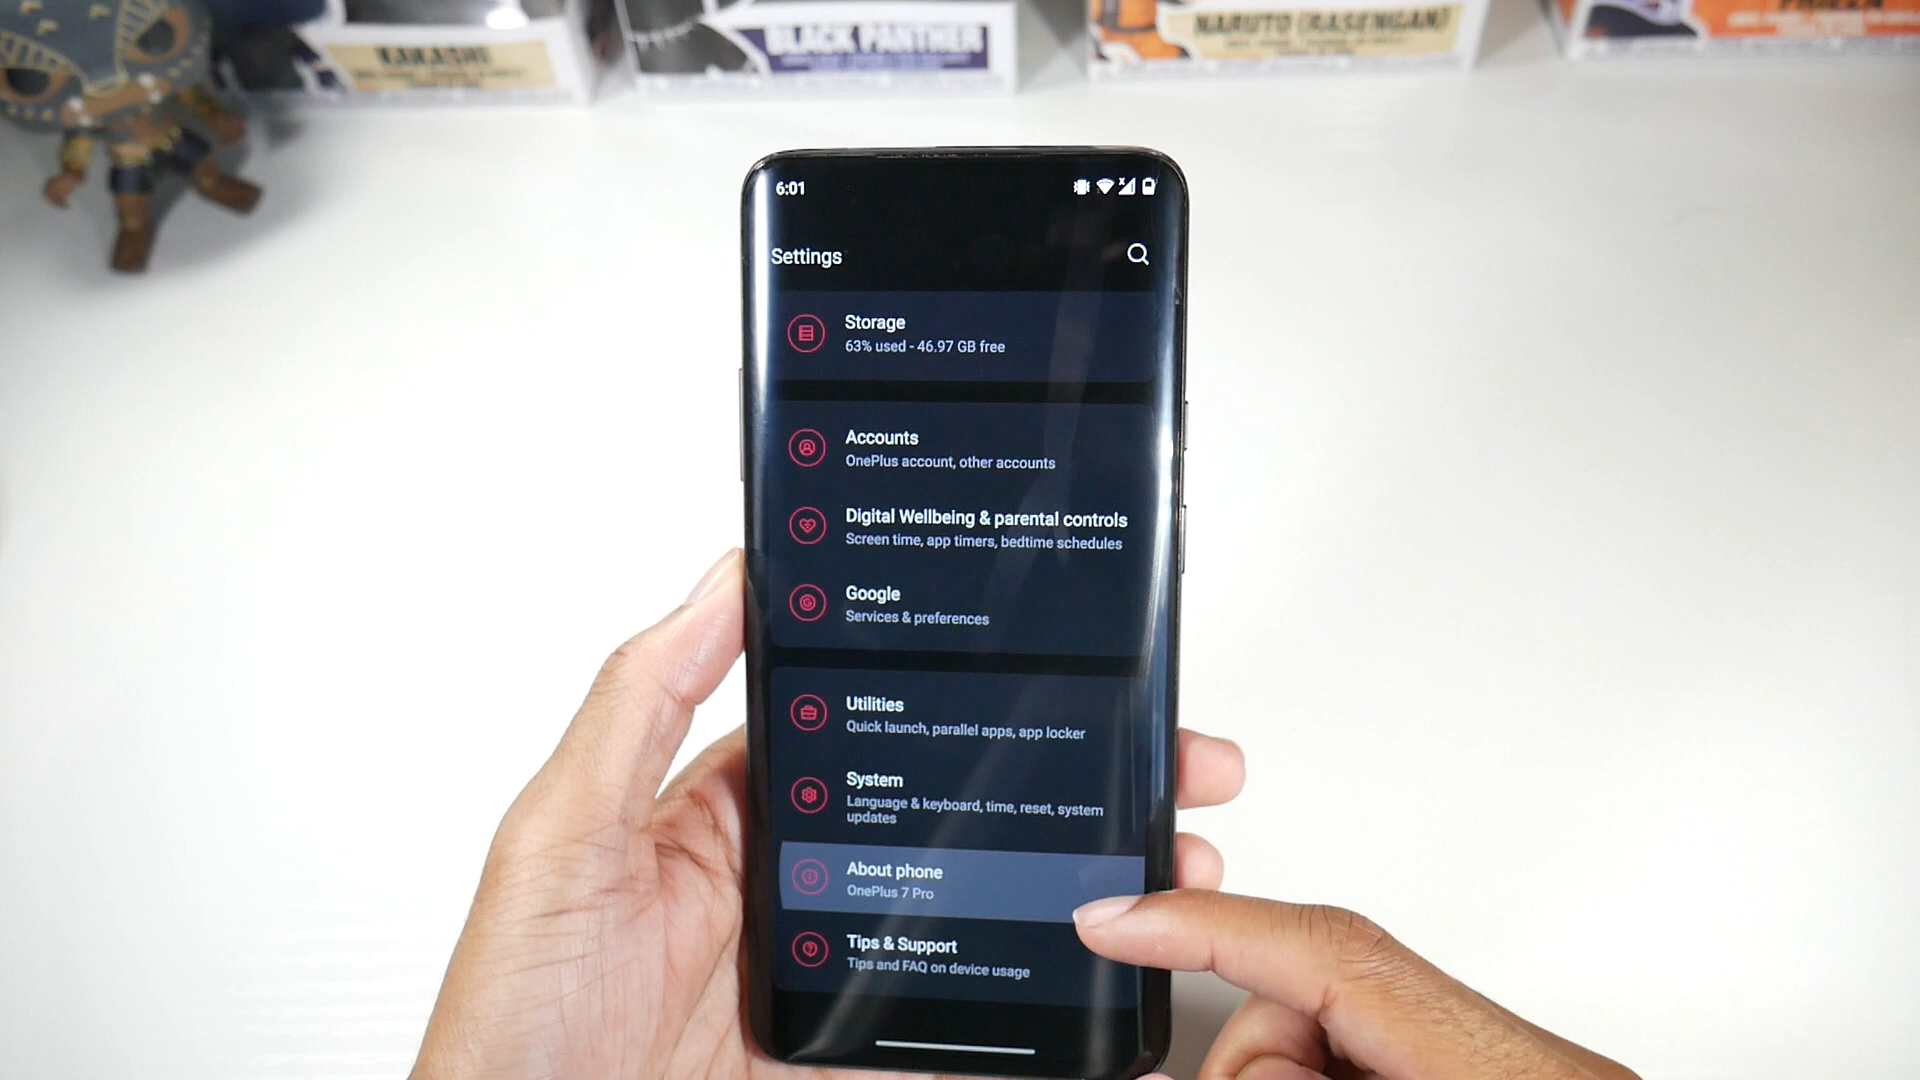 KAKASHI
BLACK PANTHER
NARUTO (RASENGAN)
6:01
Settings
Storage
63% used - 46.97 GB free
Accounts
OnePlus account, other accounts
Digital Wellbeing & parental controls
Screen time, app timers, bedtime schedules
Google
Services & preferences
Utilities
Quick launch, parallel apps, app locker
System
Language & keyboard, time, reset, system
updates
About phone
OnePlus 7 Pro
Tips & Support
Tips and FAQ on device usage